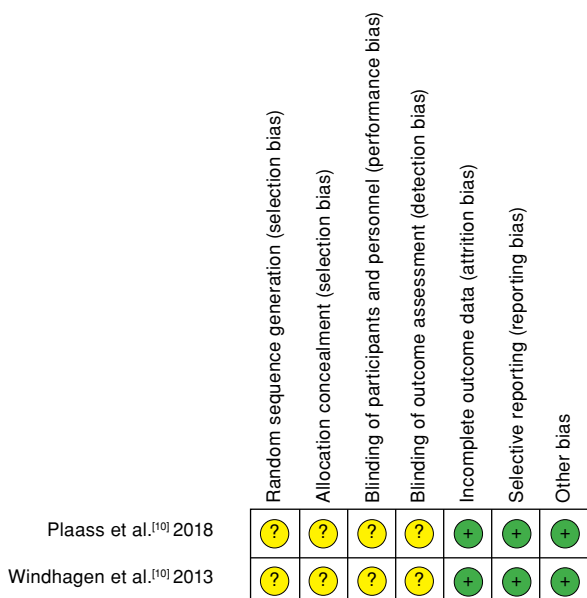 Random sequence generation (selection bias)
Allocation concealment (selection bias)
Blinding of participants and personnel (performance bias)
Blinding of outcome assessment (detection bias)
Incomplete outcome data (attrition bias)
Selective reporting (reporting bias)
Other bias
Plaass et al.[10] 2018 ? ? ? ? + + +
Windhagen et al.[10] 2013 ? ? ? ? + + +